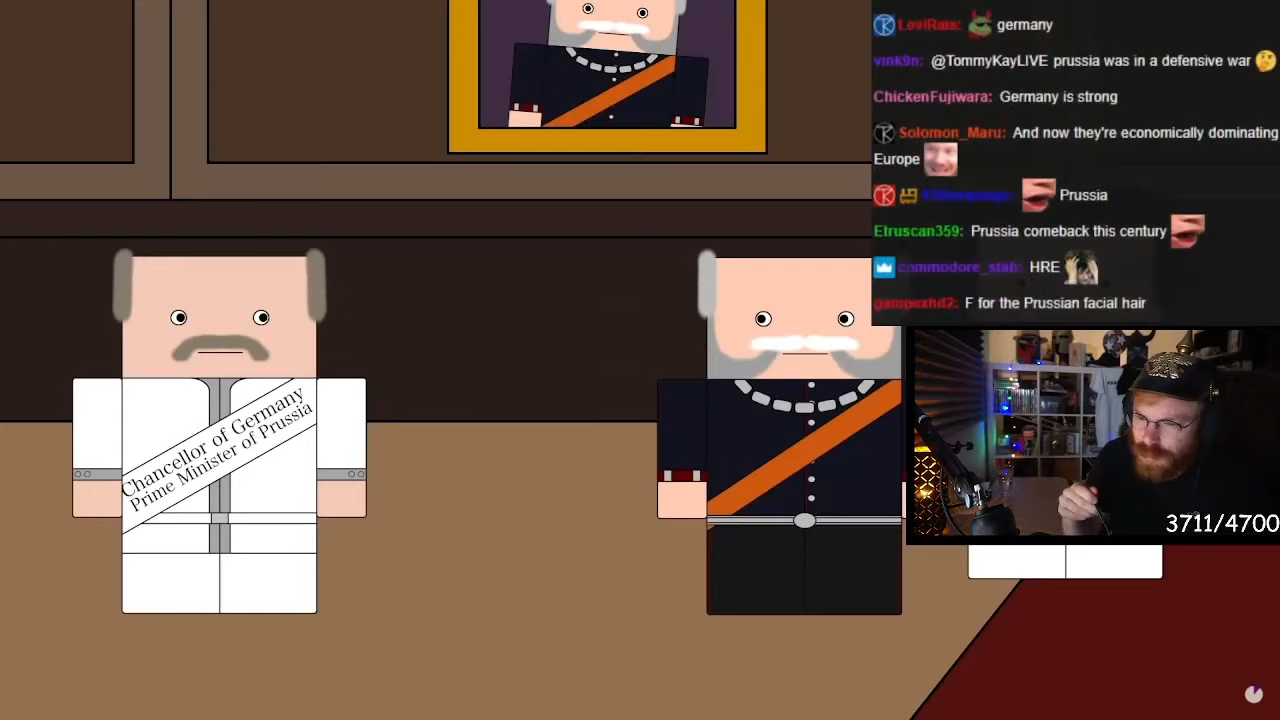 LoviRais: germany
vmk9n: @TommyKayLIVE prussia was in a defensive war
ChickenFujiwara: Germany is strong
Solomon_Maru: And now they're economically dominating
Europe
Prussia
Etruscan359: Prussia comeback this century
commodore_stab: HRE
F for the Prussian facial hair
Chancellor of Germany
Prime Minister of Prussia
3711/4700